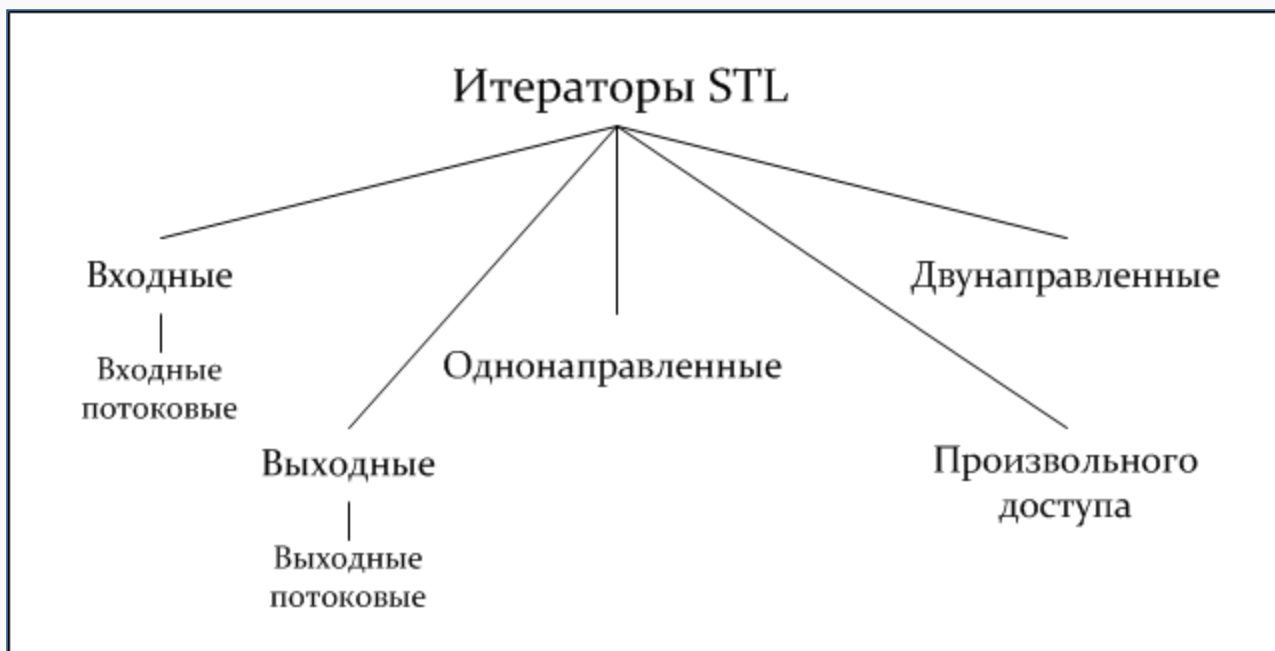 Итераторы STL
Входные
Двунаправленные
Входные
потоковые
Однонаправленные
Выходные
Произвольного
доступа
Выходные
потоковые